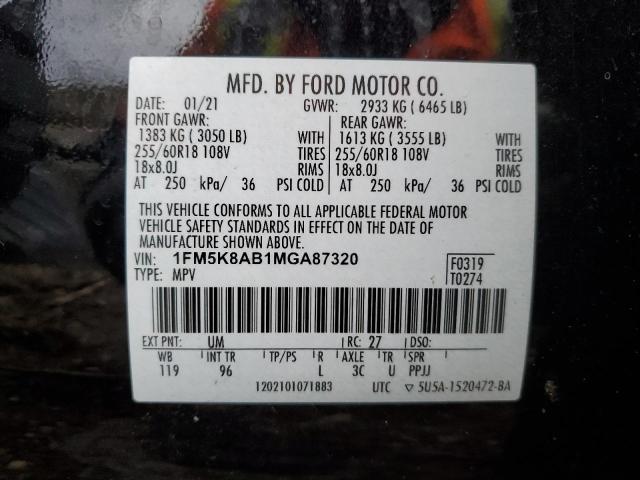 MFD. BY FORD MOTOR CO.
DATE: 01/21 GVWR: 2933 KG ( 6465 LB)
FRONT GAWR: REAR GAWR:
1383 KG ( 3050 LB) WITH 1613 KG ( 3555 LB) WITH
255/60R18 108V TIRES 255/60R18 108V TIRES
18x8.0J RIMS 18x8.0J RIMS
AT 250 kPa/ 36 PSI COLD AT 250 kPa/ 36 PSI COLD
THIS VEHICLE CONFORMS TO ALL APPLICABLE FEDERAL MOTOR
VEHICLE SAFETY STANDARDS IN EFFECT ON THE DATE OF
MANUFACTURE SHOWN ABOVE.
VIN: 1FM5K8AB1MGA87320 F0319
TYPE: MPV T0274
EXT PNT: UM RC: 27 DSO:
WB INT TR TP/PS R AXLE TR SPR
119 96 L 3C U PPJJ
1202101071883 UTC 5U5A-1520472-BA